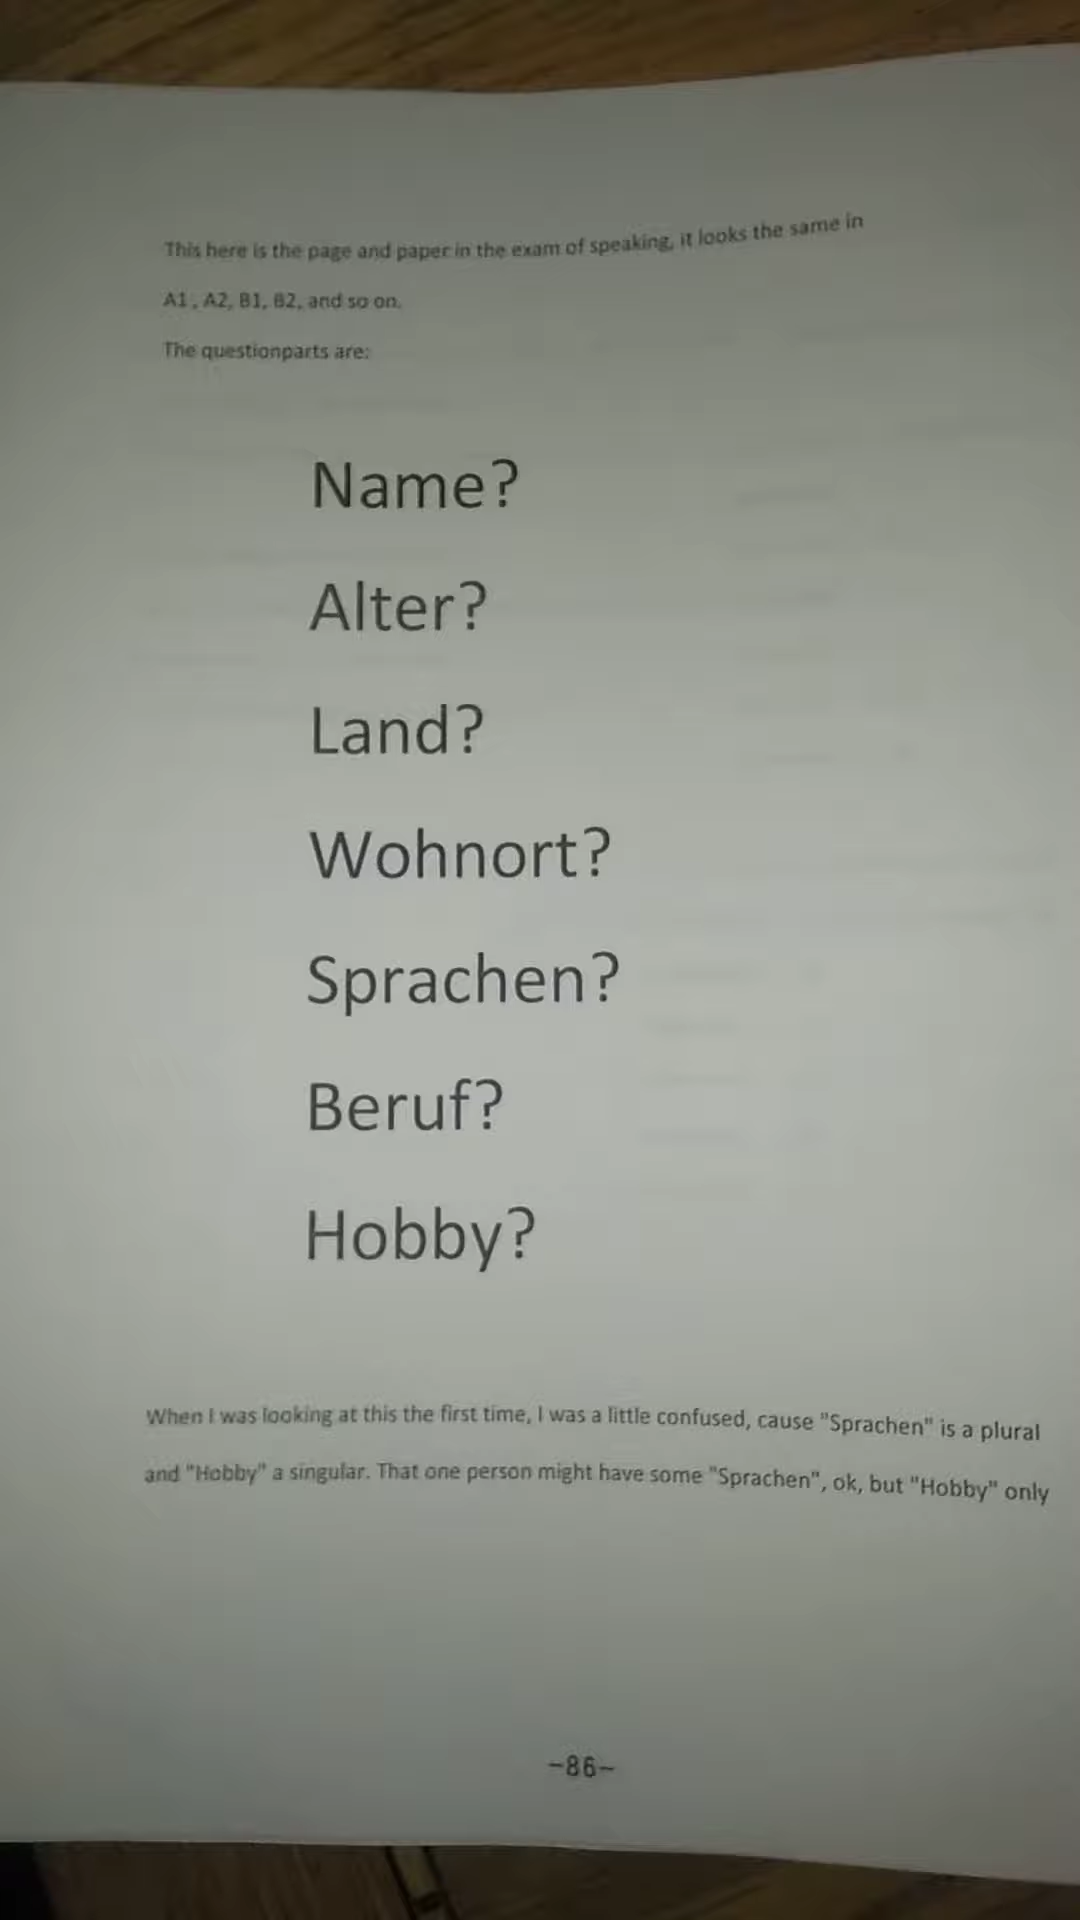 This here is the page and paper in the exam of speaking, it looks the same in
A1, A2, B1, B2, and so on.
The questionparts are:
Name?
Alter?
Land?
Wohnort?
Sprachen?
Beruf?
Hobby?
When I was looking at this the first time, I was a little confused, cause "Sprachen" is a plural
and "Hobby" a singular. That one person might have some "Sprachen", ok, but "Hobby" only
-86-